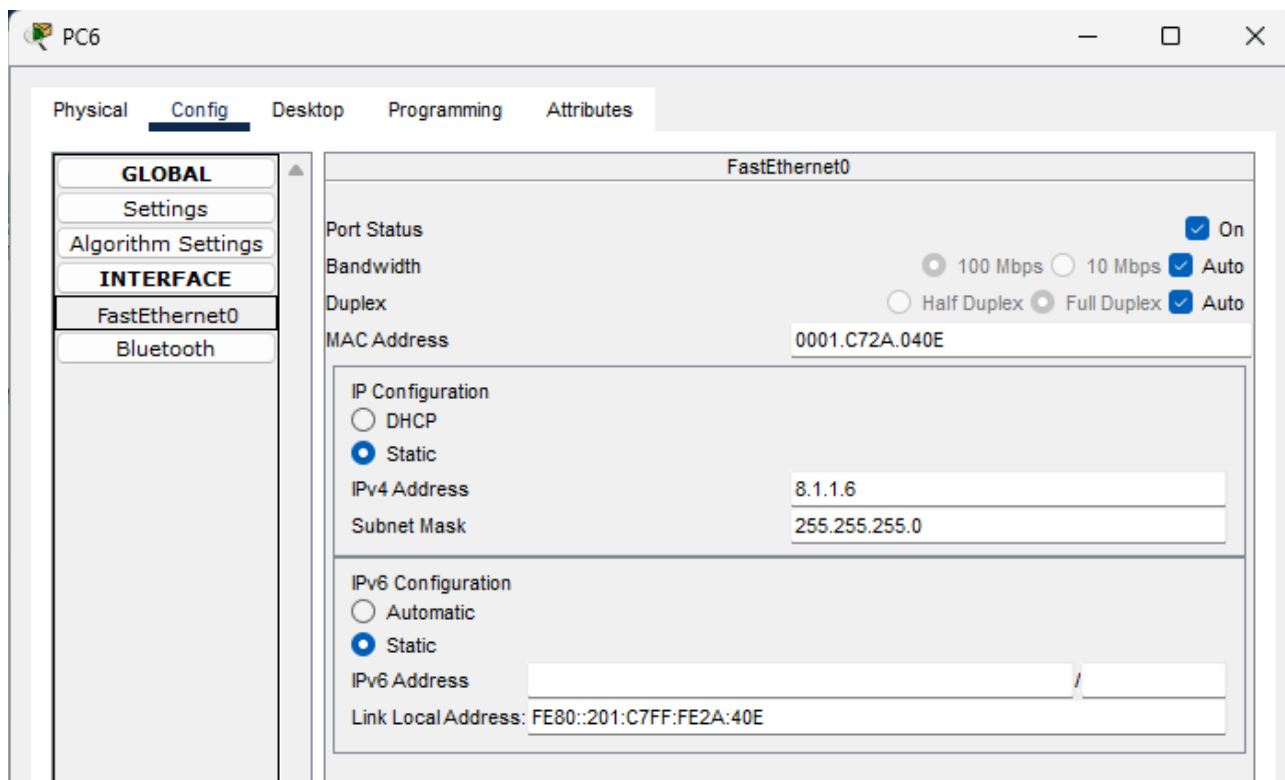 PC6
Physical Config Desktop Programming Attributes
GLOBAL
Settings
Algorithm Settings
INTERFACE
FastEthernet0
Bluetooth
FastEthernet0
Port Status On
Bandwidth 100 Mbps 10 Mbps Auto
Duplex Half Duplex Full Duplex Auto
MAC Address 0001.C72A.040E
IP Configuration
DHCP
Static
IPv4 Address 8.1.1.6
Subnet Mask 255.255.255.0
IPv6 Configuration
Automatic
Static
IPv6 Address /
Link Local Address: FE80::201:C7FF:FE2A:40E